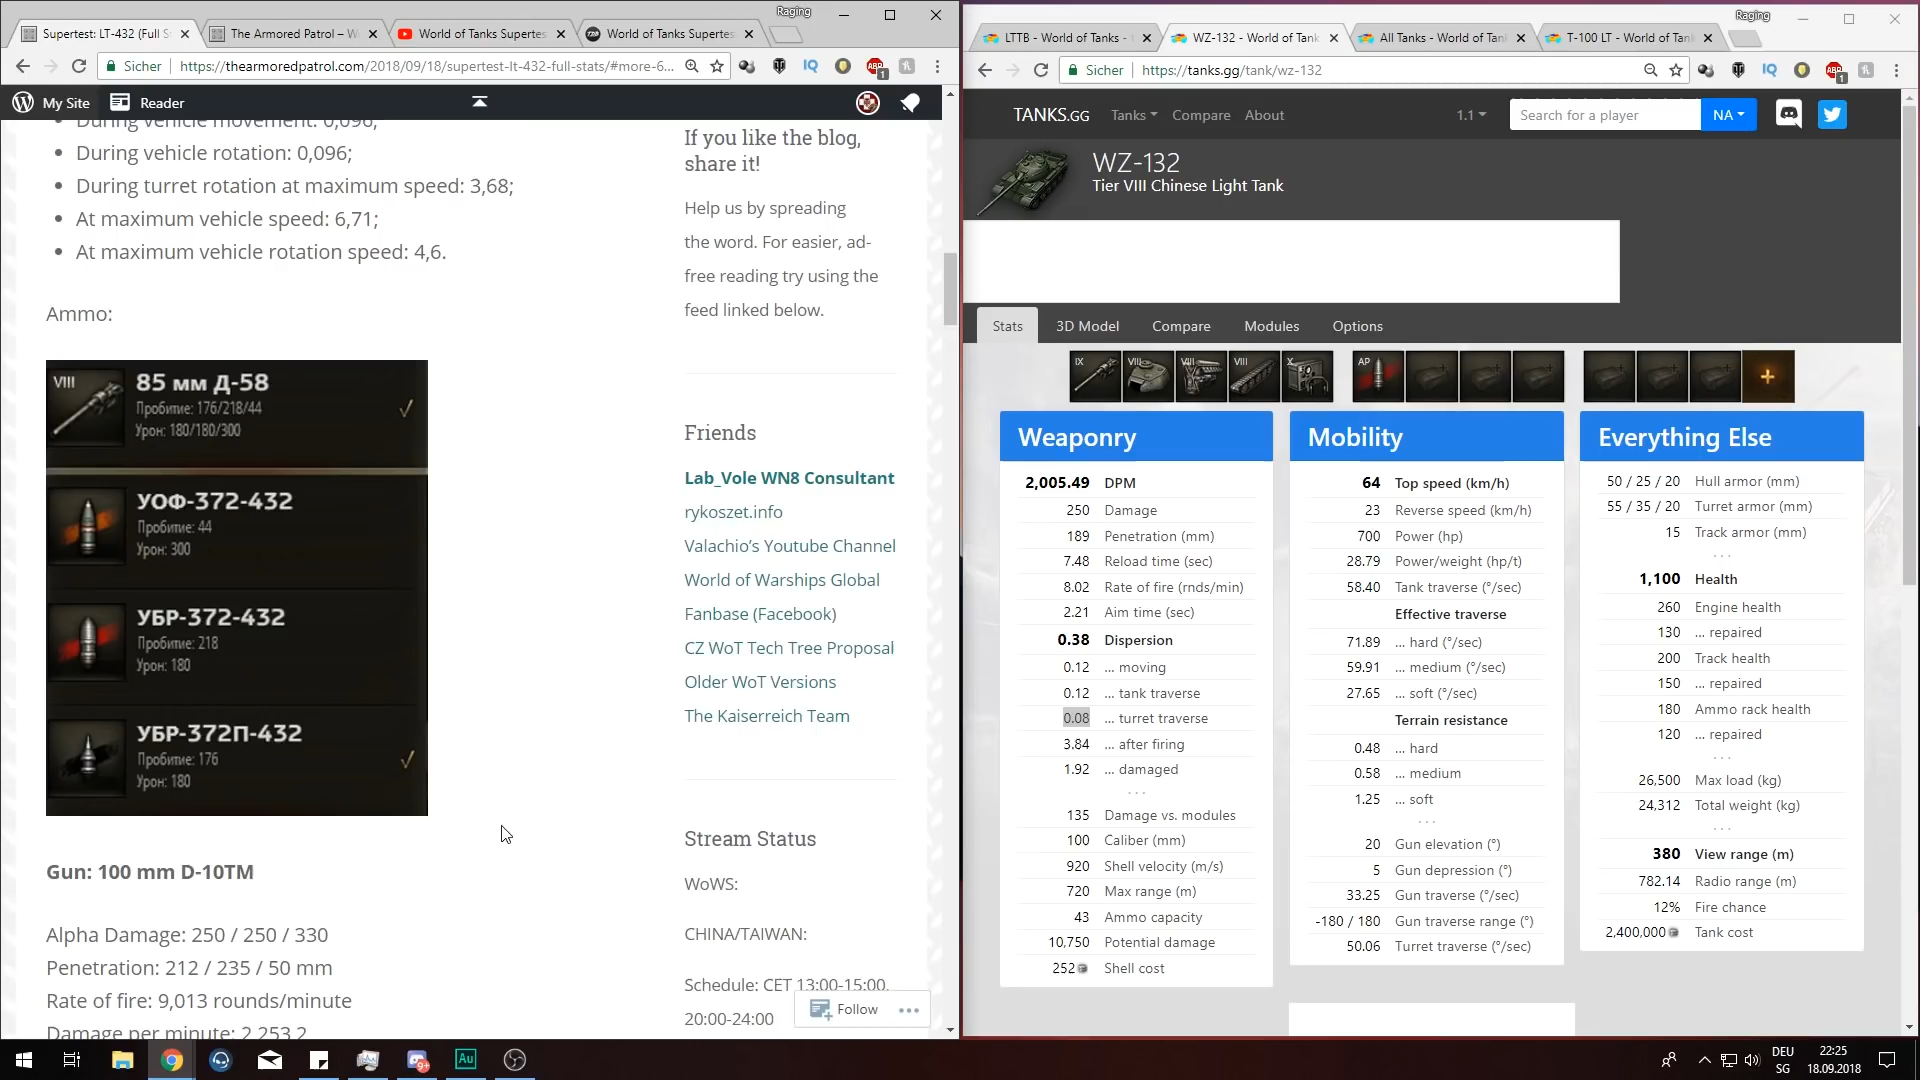 Raging
Supertest: LT-432 (Full S
The Armored Patrol – W
World of Tanks Supertes
World of Tanks Supertes
Sicher
https://thearmoredpatrol.com/2018/09/18/supertest-lt-432-full-stats/#more-6...
My Site
Reader
During vehicle movement: 0,096;
During vehicle rotation: 0,096;
During turret rotation at maximum speed: 3,68;
At maximum vehicle speed: 6,71;
At maximum vehicle rotation speed: 4,6.
Ammo:
VIII
85 мм Д-58
Пробитие: 176/218/44
Урон: 180/180/300
УОФ-372-432
Пробитие: 44
Урон: 300
УБР-372-432
Пробитие: 218
Урон: 180
УБР-372П-432
Пробитие: 176
Урон: 180
Gun: 100 mm D-10TM
Alpha Damage: 250 / 250 / 330
Penetration: 212 / 235 / 50 mm
Rate of fire: 9,013 rounds/minute
Damage per minute: 2 253,2
If you like the blog,
share it!
Help us by spreading
the word. For easier, ad-
free reading try using the
feed linked below.
Friends
Lab_Vole WN8 Consultant
rykoszet.info
Valachio's Youtube Channel
World of Warships Global
Fanbase (Facebook)
CZ WoT Tech Tree Proposal
Older WoT Versions
The Kaiserreich Team
Stream Status
WoWS:
CHINA/TAIWAN:
Schedule: CET 13:00-15:00,
20:00-24:00
Follow
Raging
LTTB - World of Tanks -
WZ-132 - World of Tank
All Tanks - World of Tan
T-100 LT - World of Tank
Sicher
https://tanks.gg/tank/wz-132
TANKS.GG
Tanks
Compare
About
1.1
Search for a player
NA
WZ-132
Tier VIII Chinese Light Tank
Stats
3D Model
Compare
Modules
Options
IX
VIII
VIII
VIII
X
AP
Weaponry
2,005.49 DPM
250 Damage
189 Penetration (mm)
7.48 Reload time (sec)
8.02 Rate of fire (rnds/min)
2.21 Aim time (sec)
0.38 Dispersion
0.12 ... moving
0.12 ... tank traverse
0.08 ... turret traverse
3.84 ... after firing
1.92 ... damaged
135 Damage vs. modules
100 Caliber (mm)
920 Shell velocity (m/s)
720 Max range (m)
43 Ammo capacity
10,750 Potential damage
252 Shell cost
Mobility
64 Top speed (km/h)
23 Reverse speed (km/h)
700 Power (hp)
28.79 Power/weight (hp/t)
58.40 Tank traverse (°/sec)
Effective traverse
71.89 ... hard (°/sec)
59.91 ... medium (°/sec)
27.65 ... soft (°/sec)
Terrain resistance
0.48 ... hard
0.58 ... medium
1.25 ... soft
20 Gun elevation (°)
5 Gun depression (°)
33.25 Gun traverse (°/sec)
-180 / 180 Gun traverse range (°)
50.06 Turret traverse (°/sec)
Everything Else
50 / 25 / 20 Hull armor (mm)
55 / 35 / 20 Turret armor (mm)
15 Track armor (mm)
1,100 Health
260 Engine health
130 ... repaired
200 Track health
150 ... repaired
180 Ammo rack health
120 ... repaired
26,500 Max load (kg)
24,312 Total weight (kg)
380 View range (m)
782.14 Radio range (m)
12% Fire chance
2,400,000 Tank cost
Au
DEU
SG
22:25
18.09.2018